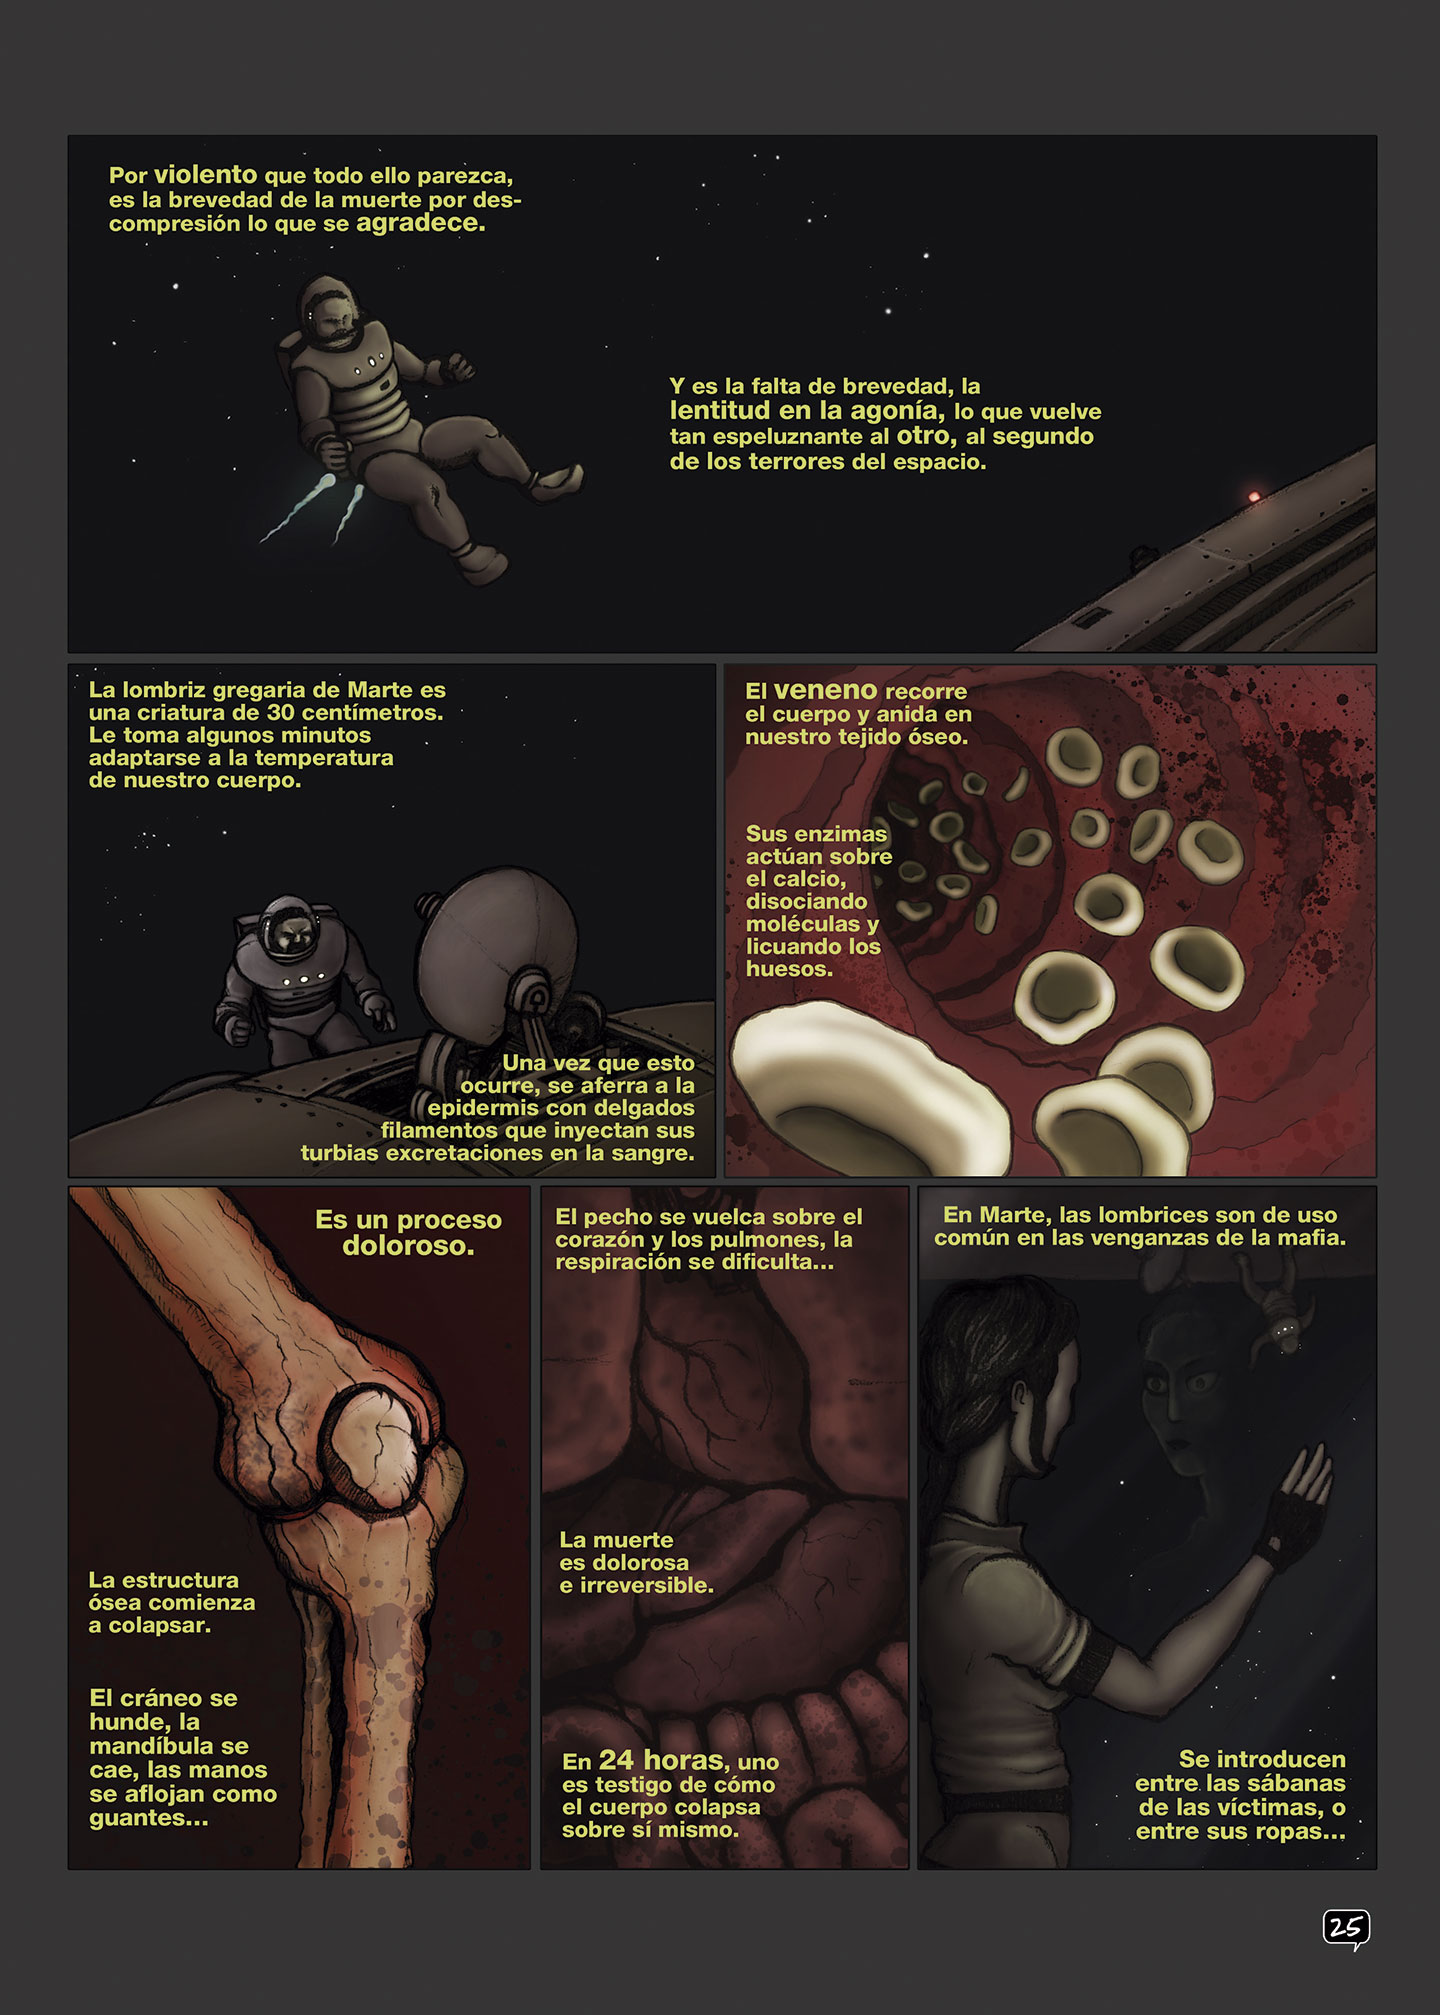 Por violento que todo ello parezca,
es la brevedad de la muerte por des-
compresión lo que se agradece.
Y es la falta de brevedad, la
lentitud en la agonía, lo que vuelve
tan espeluznante al otro, al segundo
de los terrores del espacio.
La lombriz gregaria de Marte es
una criatura de 30 centímetros.
Le toma algunos minutos
adaptarse a la temperatura
de nuestro cuerpo.
Una vez que esto
ocurre, se aferra a la
epidermis con delgados
filamentos que inyectan sus
turbias excretaciones en la sangre.
El veneno recorre
el cuerpo y anida en
nuestro tejido óseo.
Sus enzimas
actúan sobre
el calcio,
disociando
moléculas y
licuando los
huesos.
Es un proceso
doloroso.
La estructura
ósea comienza
a colapsar.
El cráneo se
hunde, la
mandíbula se
cae, las manos
se aflojan como
guantes...
El pecho se vuelca sobre el
corazón y los pulmones, la
respiración se dificulta...
La muerte
es dolorosa
e irreversible.
En 24 horas, uno
es testigo de cómo
el cuerpo colapsa
sobre sí mismo.
En Marte, las lombrices son de uso
común en las venganzas de la mafia.
Se introducen
entre las sábanas
de las víctimas, o
entre sus ropas...
25